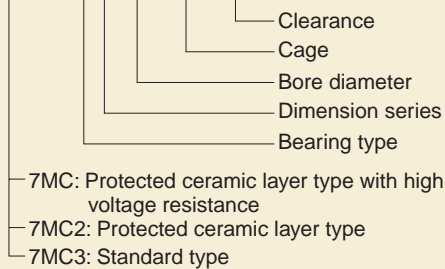 Clearance
Cage
Bore diameter
Dimension series
Bearing type
7MC: Protected ceramic layer type with high
voltage resistance
7MC2: Protected ceramic layer type
7MC3: Standard type